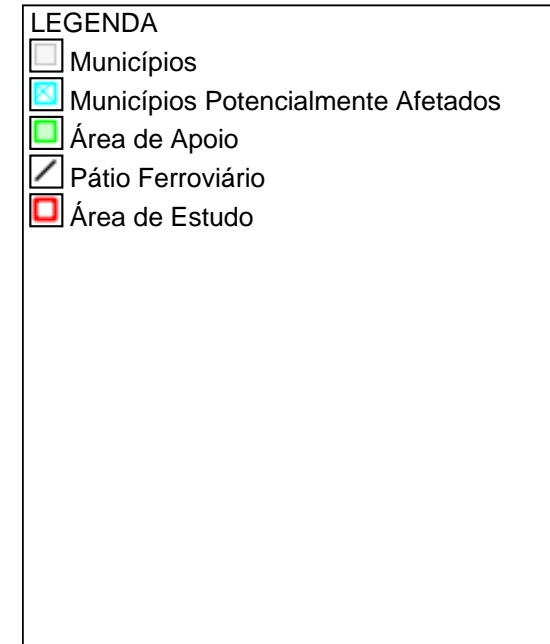 LEGENDA
Municípios
Municípios Potencialmente Afetados
Área de Apoio
Pátio Ferroviário
Área de Estudo